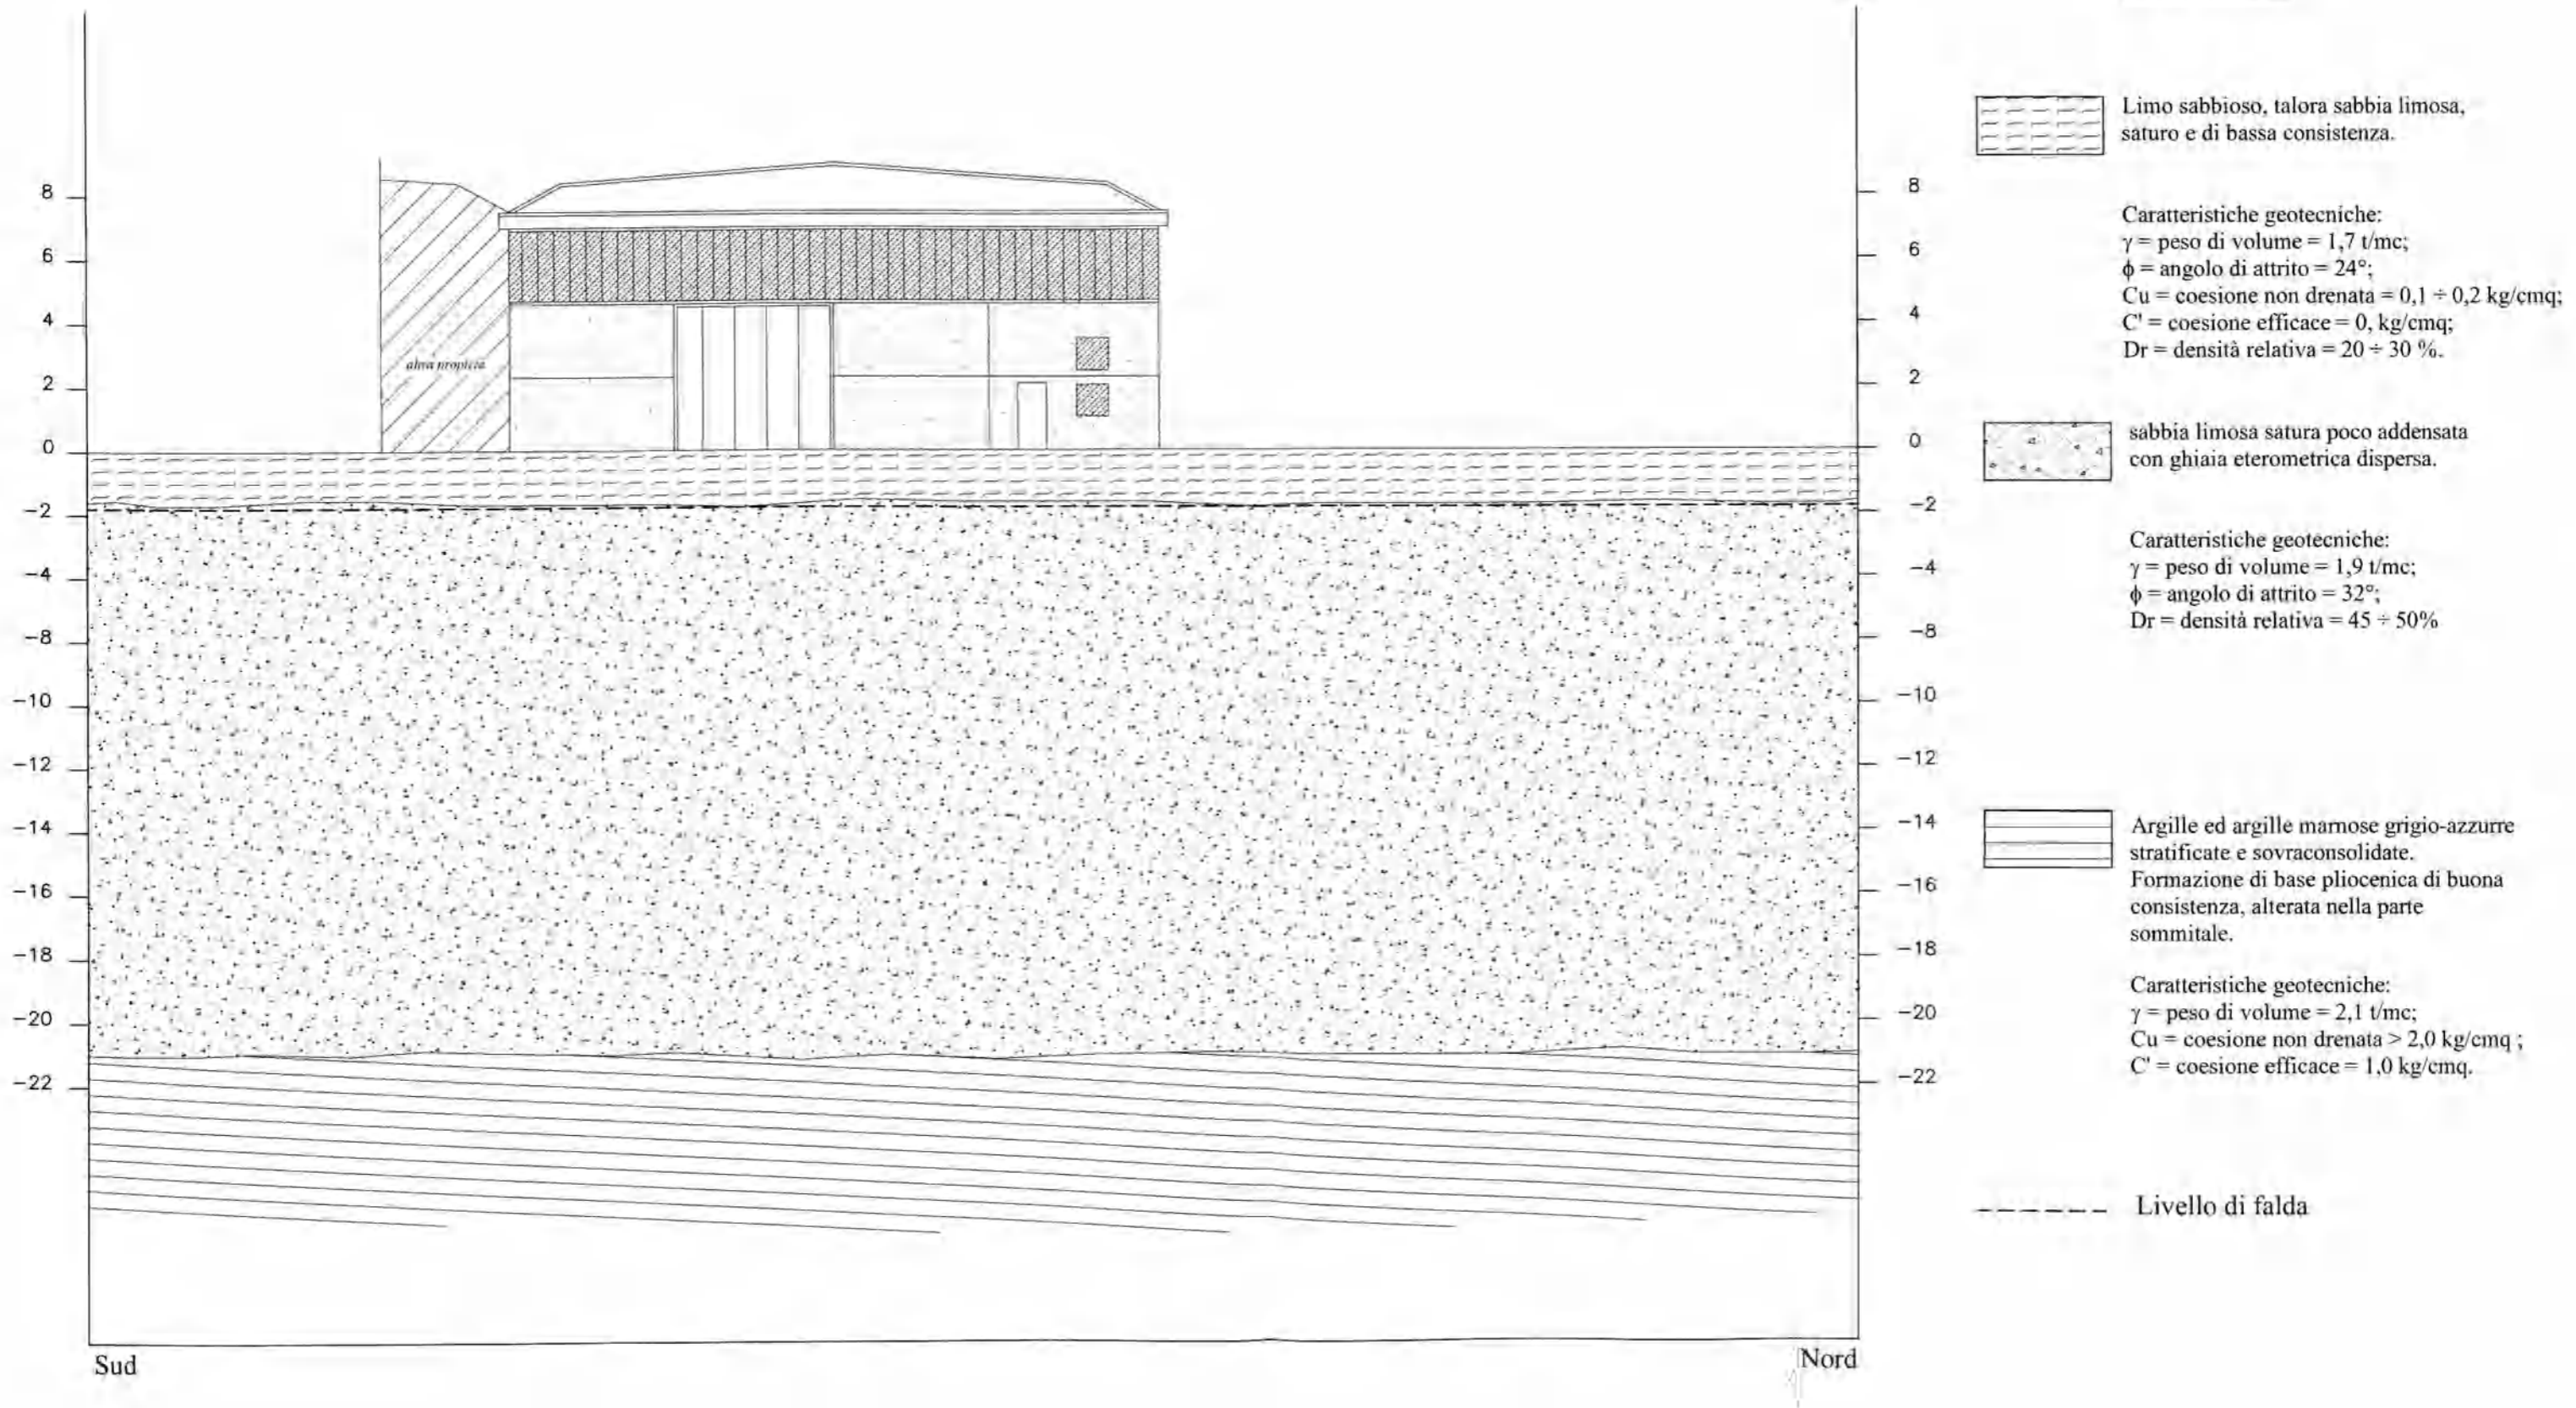 8
6
4
2
0
-2
-4
-8
-10
-12
-14
-16
-18
-20
-22
altra proprietà
8
6
4
2
0
-2
-4
-8
-10
-12
-14
-16
-18
-20
-22
Sud
Nord
Limo sabbioso, talora sabbia limosa,
saturo e di bassa consistenza.
Caratteristiche geotecniche:
γ = peso di volume = 1,7 t/mc;
ϕ = angolo di attrito = 24°;
Cu = coesione non drenata = 0,1 ÷ 0,2 kg/cmq;
C' = coesione efficace = 0, kg/cmq;
Dr = densità relativa = 20 ÷ 30 %.
sabbia limosa satura poco addensata
con ghiaia eterometrica dispersa.
Caratteristiche geotecniche:
γ = peso di volume = 1,9 t/mc;
ϕ = angolo di attrito = 32°;
Dr = densità relativa = 45 ÷ 50%
Argille ed argille marnose grigio-azzurre
stratificate e sovraconsolidate.
Formazione di base pliocenica di buona
consistenza, alterata nella parte
sommitale.
Caratteristiche geotecniche:
γ = peso di volume = 2,1 t/mc;
Cu = coesione non drenata > 2,0 kg/cmq ;
C' = coesione efficace = 1,0 kg/cmq.
Livello di falda